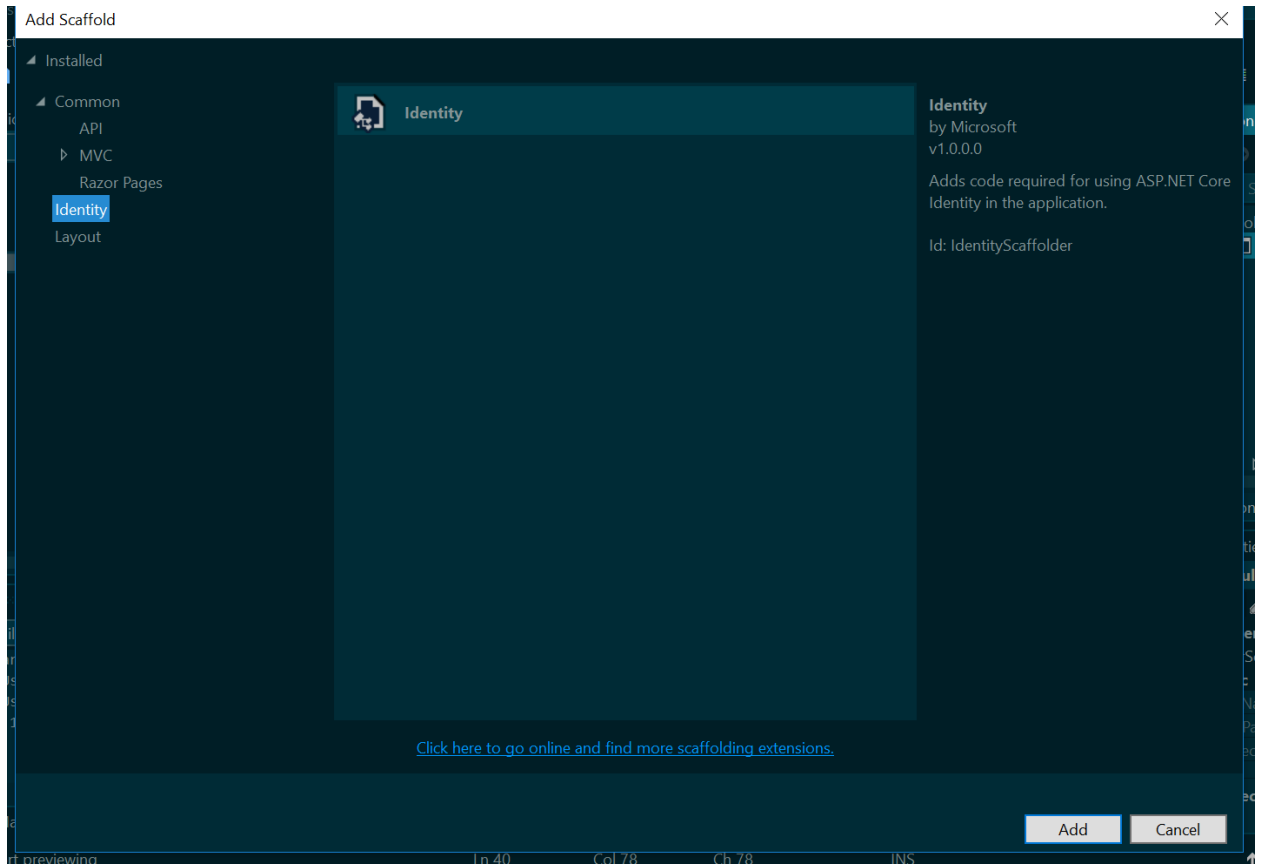 Add Scaffold
Installed
Common
API
MVC
Razor Pages
Identity
Layout
Identity
Identity
by Microsoft
v1.0.0.0
Adds code required for using ASP.NET Core
Identity in the application.
Id: IdentityScaffolder
Click here to go online and find more scaffolding extensions.
Add
Cancel
previewing
Ln 40
Col 78
Ch 78
INS